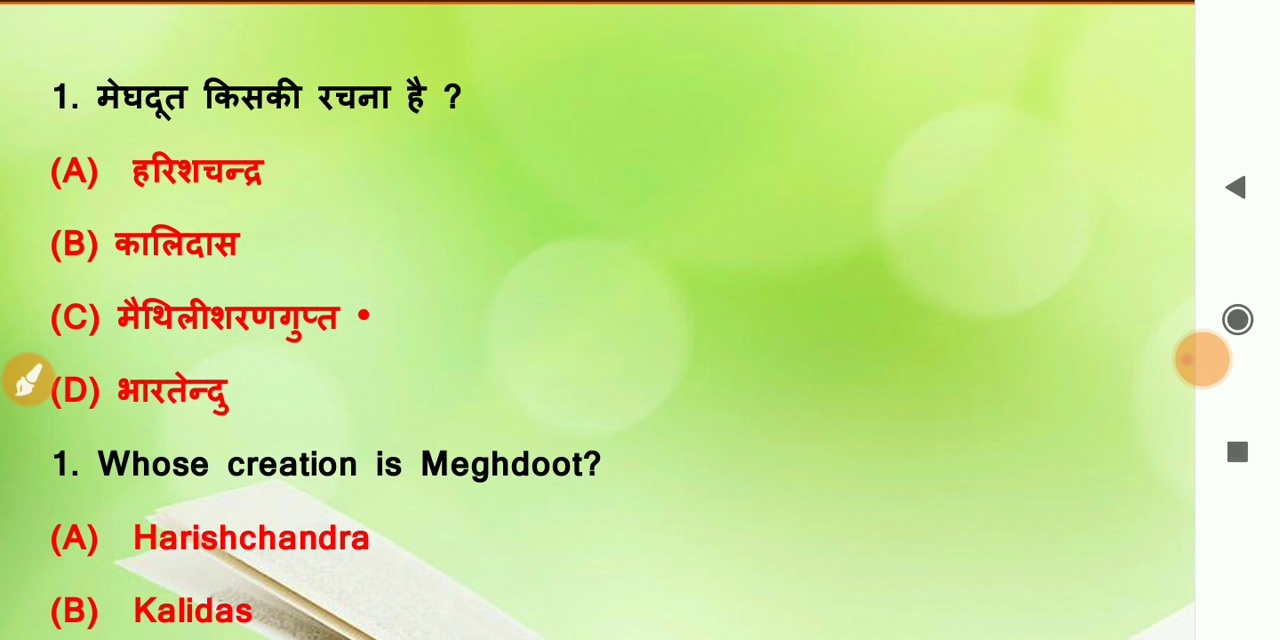 1. मेघदूत किसकी रचना है ?
(A) हरिशचन्द्र
(B) कालिदास
(C) मैथिलीशरणगुप्त •
(D) भारतेन्दु
1. Whose creation is Meghdoot?
(A) Harishchandra
(B) Kalidas